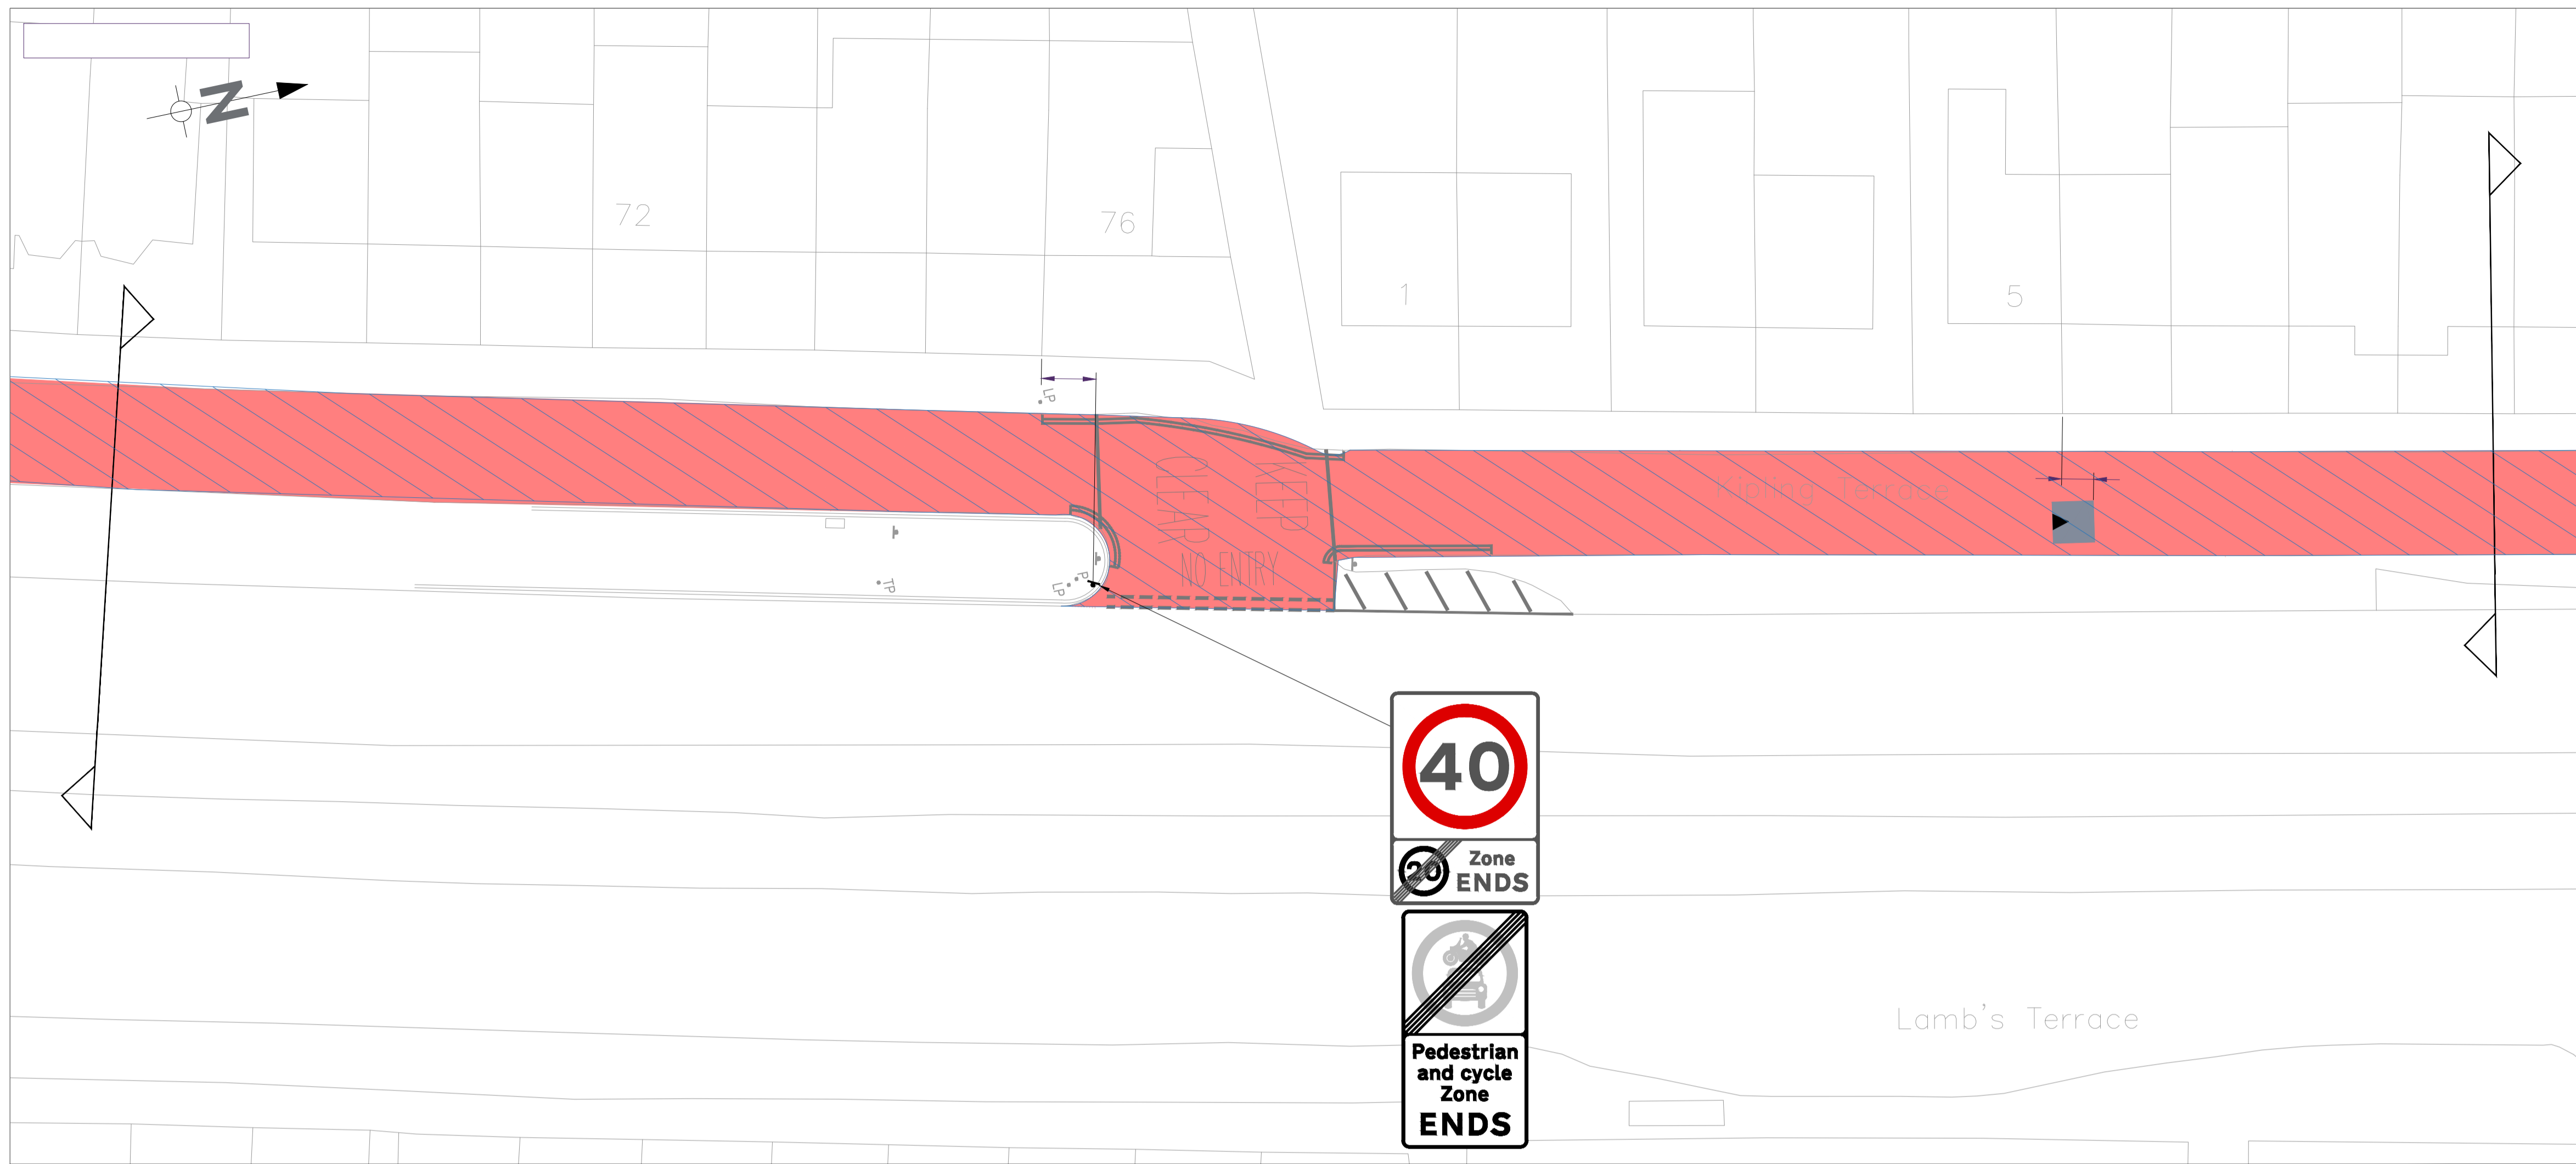 N
72
76
1
5
LP
KEEP
CLEAR
Kipling Terrace
NO ENTRY
TP
LP
P
40
20 Zone
ENDS
Lamb's Terrace
Pedestrian
and cycle
Zone
ENDS